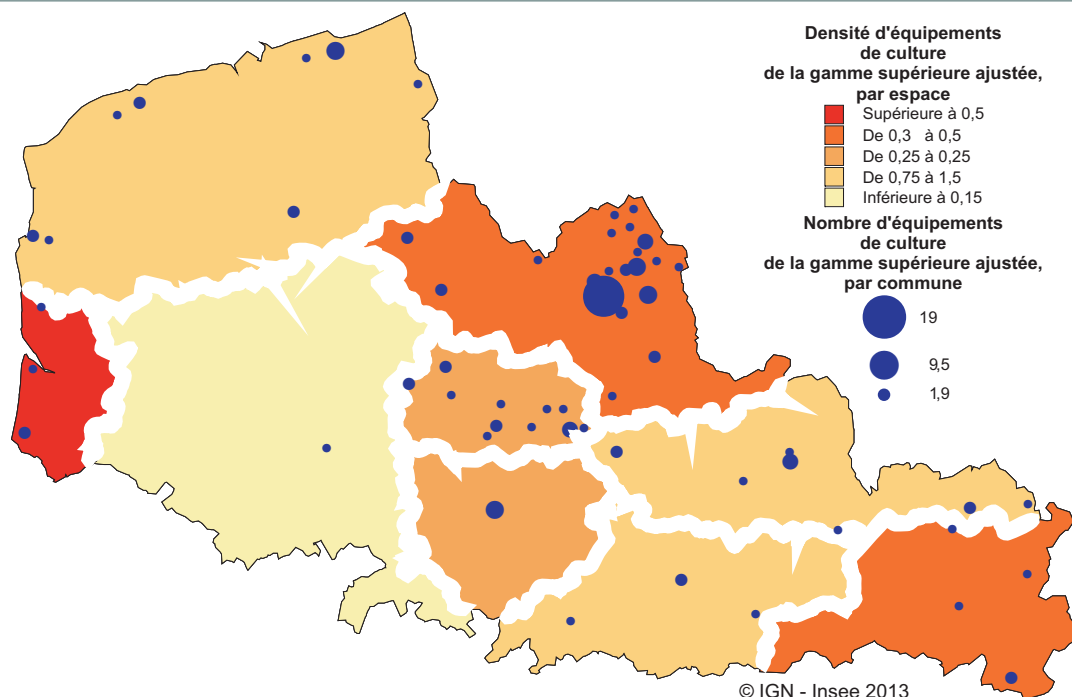 Densité d'équipements
de culture
de la gamme supérieure ajustée,
par espace
Supérieure à 0,5
De 0,3 à 0,5
De 0,25 à 0,25
De 0,75 à 1,5
Inférieure à 0,15
Nombre d'équipements
de culture
de la gamme supérieure ajustée,
par commune
19
9,5
1,9
© IGN - Insee 2013